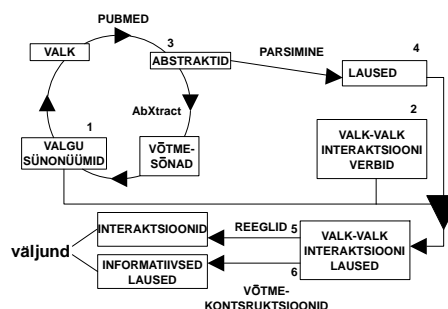 PUBMED
VALK
3
ABSTRAKTID
PARSIMINE
4
LAUSED
AbXtract
1
VALGU
SÜNONÜÜMID
VÕTME-
SÕNAD
2
VALK-VALK
INTERAKTSIOONI
VERBID
väljund
INTERAKTSIOONID
REEGLID
5
INFORMATIIVSED
LAUSED
6
VÕTME-
KONTSRUKTSIOONID
VALK-VALK
INTERAKTSIOONI
LAUSED